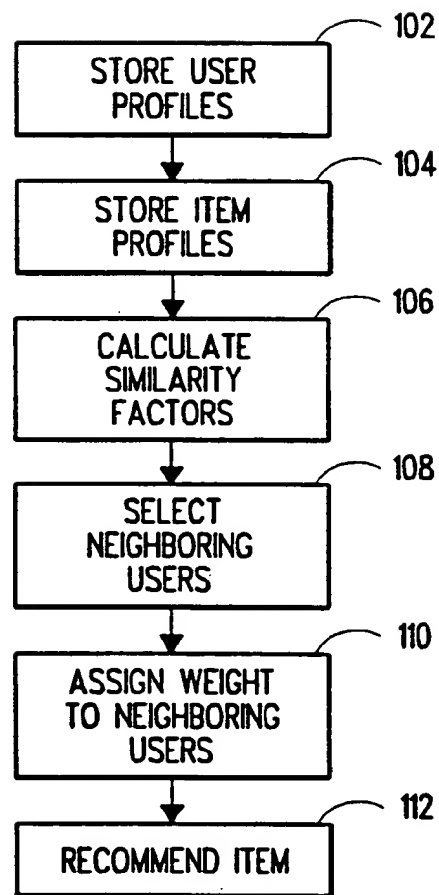 102
STORE USER
PROFILES
104
STORE ITEM
PROFILES
106
CALCULATE
SIMILARITY
FACTORS
108
SELECT
NEIGHBORING
USERS
110
ASSIGN WEIGHT
TO NEIGHBORING
USERS
112
RECOMMEND ITEM